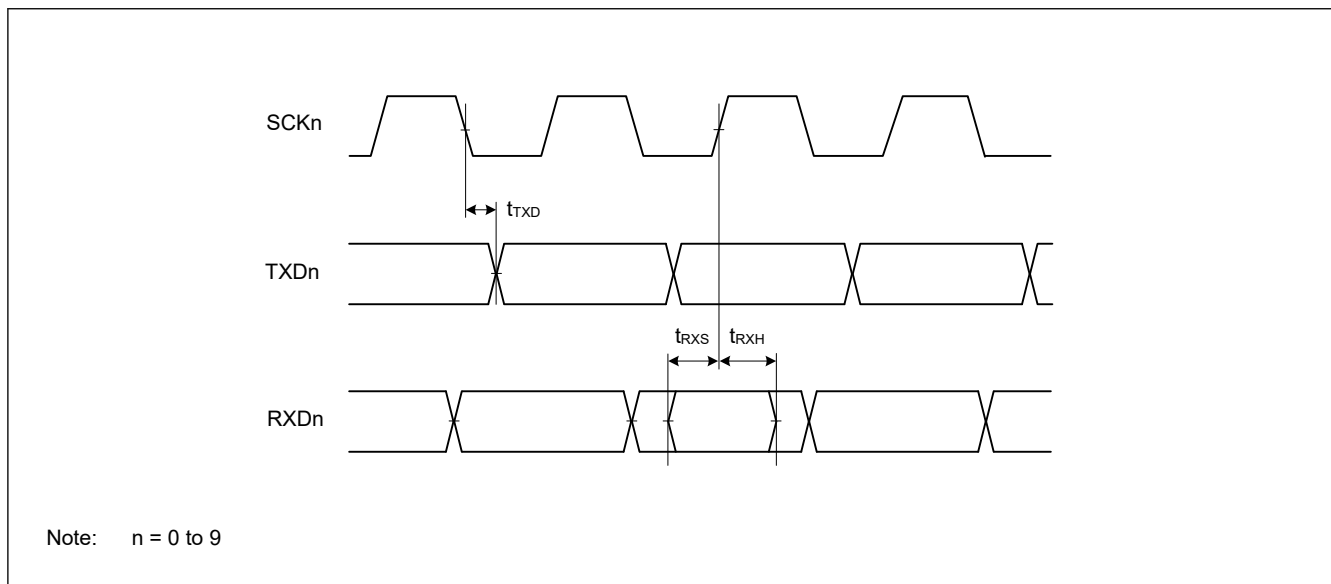 SCKn
tTXD
TXDn
tRXS tRXH
RXDn
Note: n = 0 to 9